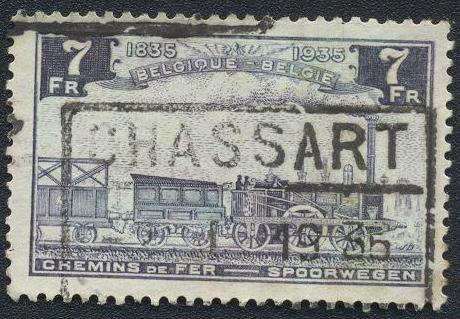 1835 1935
7 FR BELGIQUE - BELGIE 7 FR
CHASSART
CHEMINS DE FER — SPOORWEGEN